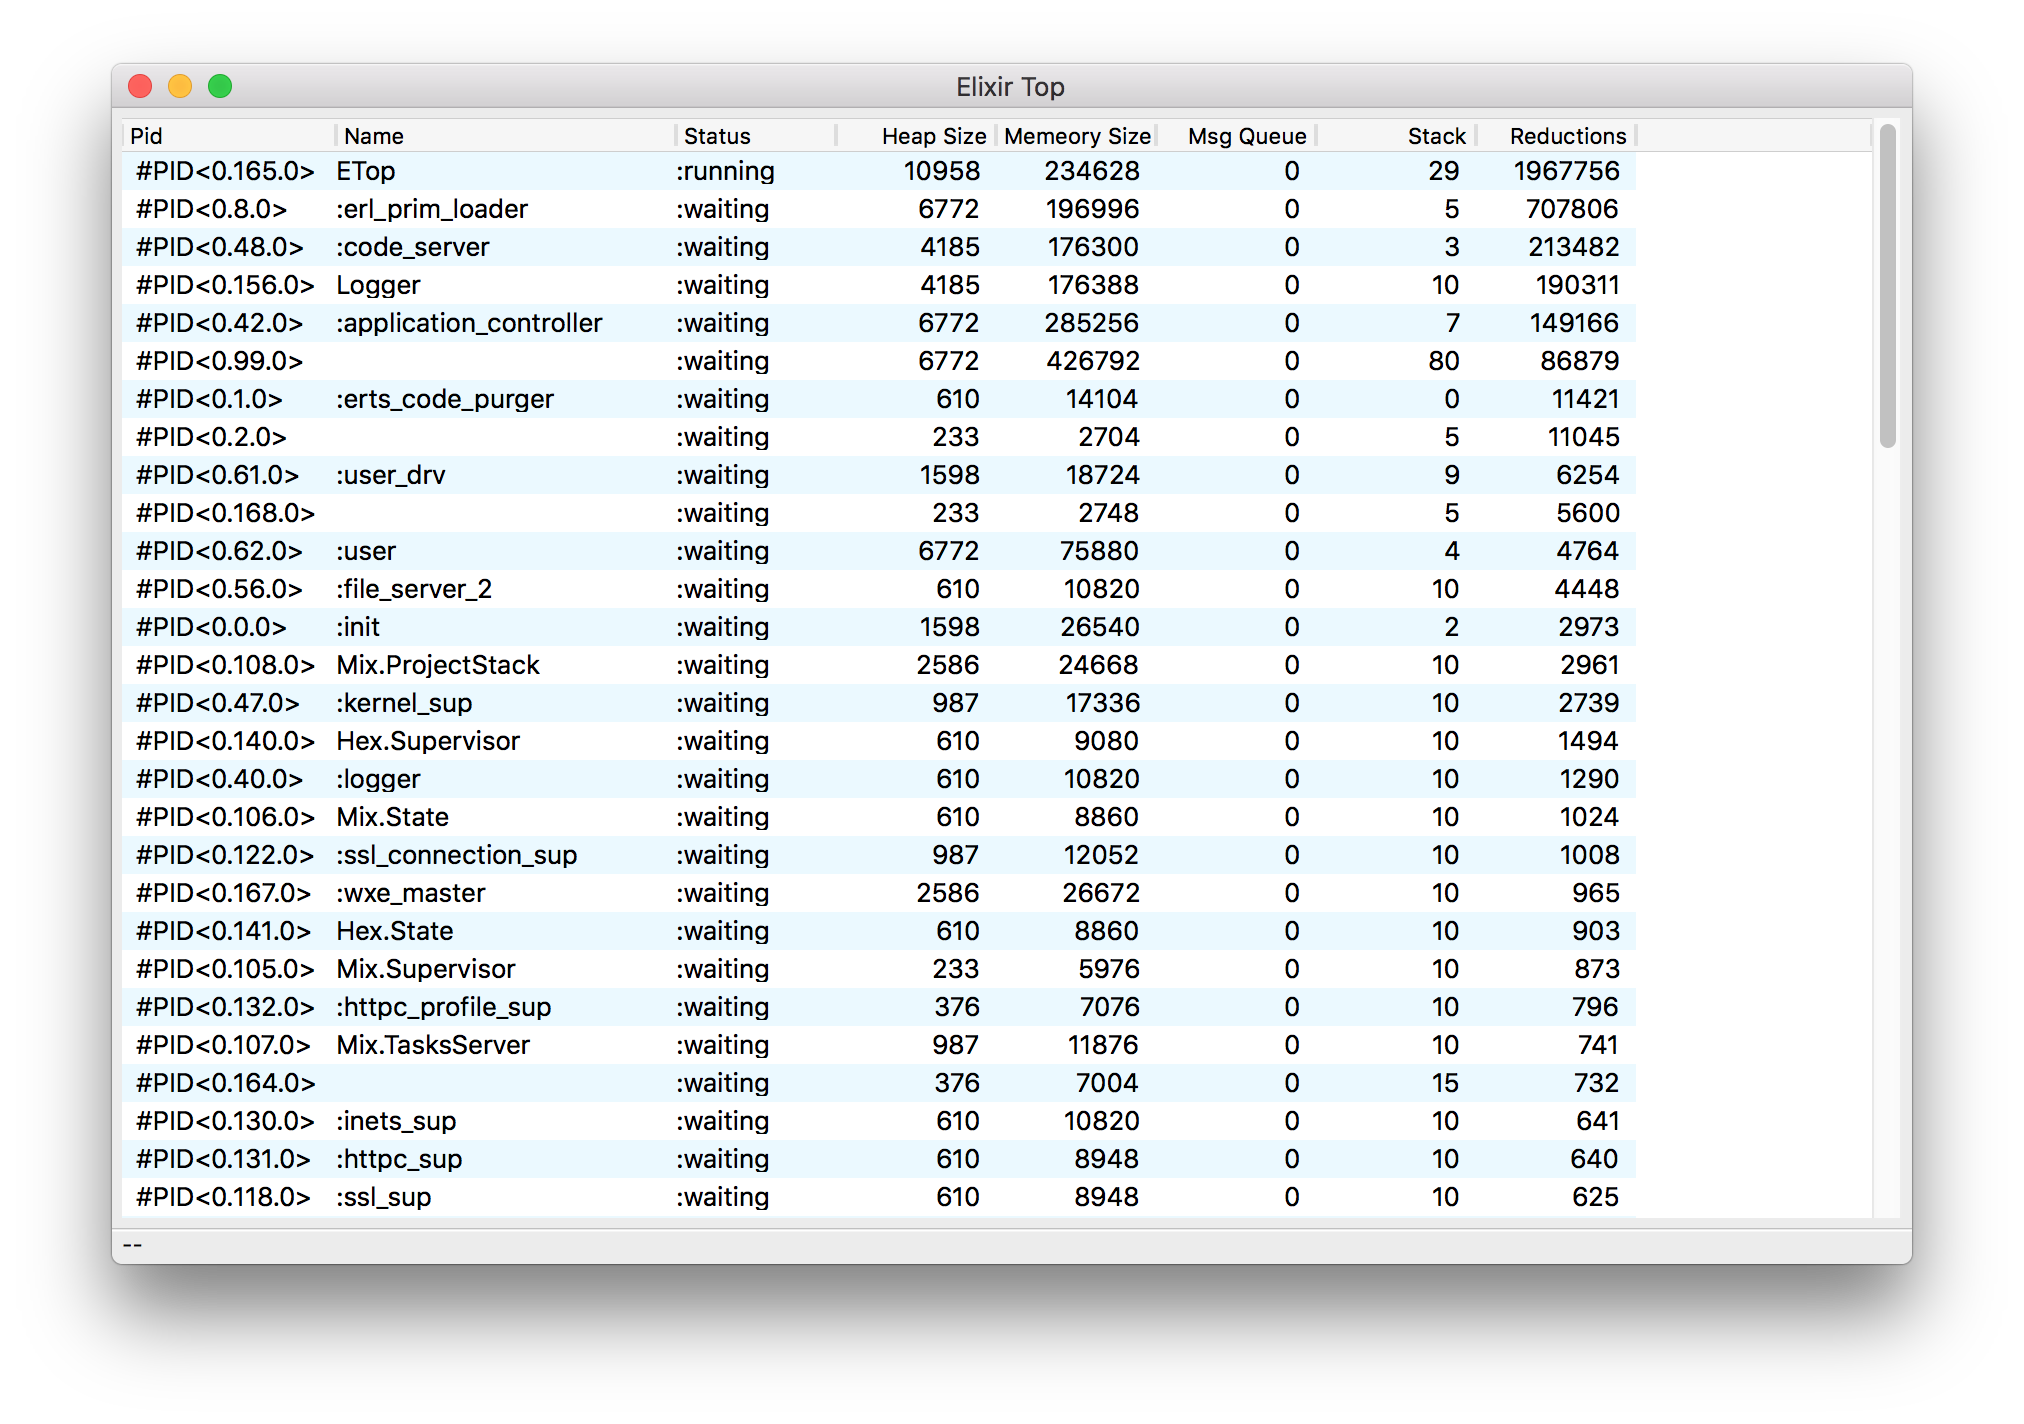 Elixir Top
Pid Name Status Heap Size Memeory Size Msg Queue Stack Reductions
#PID<0.165.0> ETop :running 10958 234628 0 29 1967756
#PID<0.8.0> :erl_prim_loader :waiting 6772 196996 0 5 707806
#PID<0.48.0> :code_server :waiting 4185 176300 0 3 213482
#PID<0.156.0> Logger :waiting 4185 176388 0 10 190311
#PID<0.42.0> :application_controller :waiting 6772 285256 0 7 149166
#PID<0.99.0> :waiting 6772 426792 0 80 86879
#PID<0.1.0> :erts_code_purger :waiting 610 14104 0 0 11421
#PID<0.2.0> :waiting 233 2704 0 5 11045
#PID<0.61.0> :user_drv :waiting 1598 18724 0 9 6254
#PID<0.168.0> :waiting 233 2748 0 5 5600
#PID<0.62.0> :user :waiting 6772 75880 0 4 4764
#PID<0.56.0> :file_server_2 :waiting 610 10820 0 10 4448
#PID<0.0.0> :init :waiting 1598 26540 0 2 2973
#PID<0.108.0> Mix.ProjectStack :waiting 2586 24668 0 10 2961
#PID<0.47.0> :kernel_sup :waiting 987 17336 0 10 2739
#PID<0.140.0> Hex.Supervisor :waiting 610 9080 0 10 1494
#PID<0.40.0> :logger :waiting 610 10820 0 10 1290
#PID<0.106.0> Mix.State :waiting 610 8860 0 10 1024
#PID<0.122.0> :ssl_connection_sup :waiting 987 12052 0 10 1008
#PID<0.167.0> :wxe_master :waiting 2586 26672 0 10 965
#PID<0.141.0> Hex.State :waiting 610 8860 0 10 903
#PID<0.105.0> Mix.Supervisor :waiting 233 5976 0 10 873
#PID<0.132.0> :httpc_profile_sup :waiting 376 7076 0 10 796
#PID<0.107.0> Mix.TasksServer :waiting 987 11876 0 10 741
#PID<0.164.0> :waiting 376 7004 0 15 732
#PID<0.130.0> :inets_sup :waiting 610 10820 0 10 641
#PID<0.131.0> :httpc_sup :waiting 610 8948 0 10 640
#PID<0.118.0> :ssl_sup :waiting 610 8948 0 10 625
--